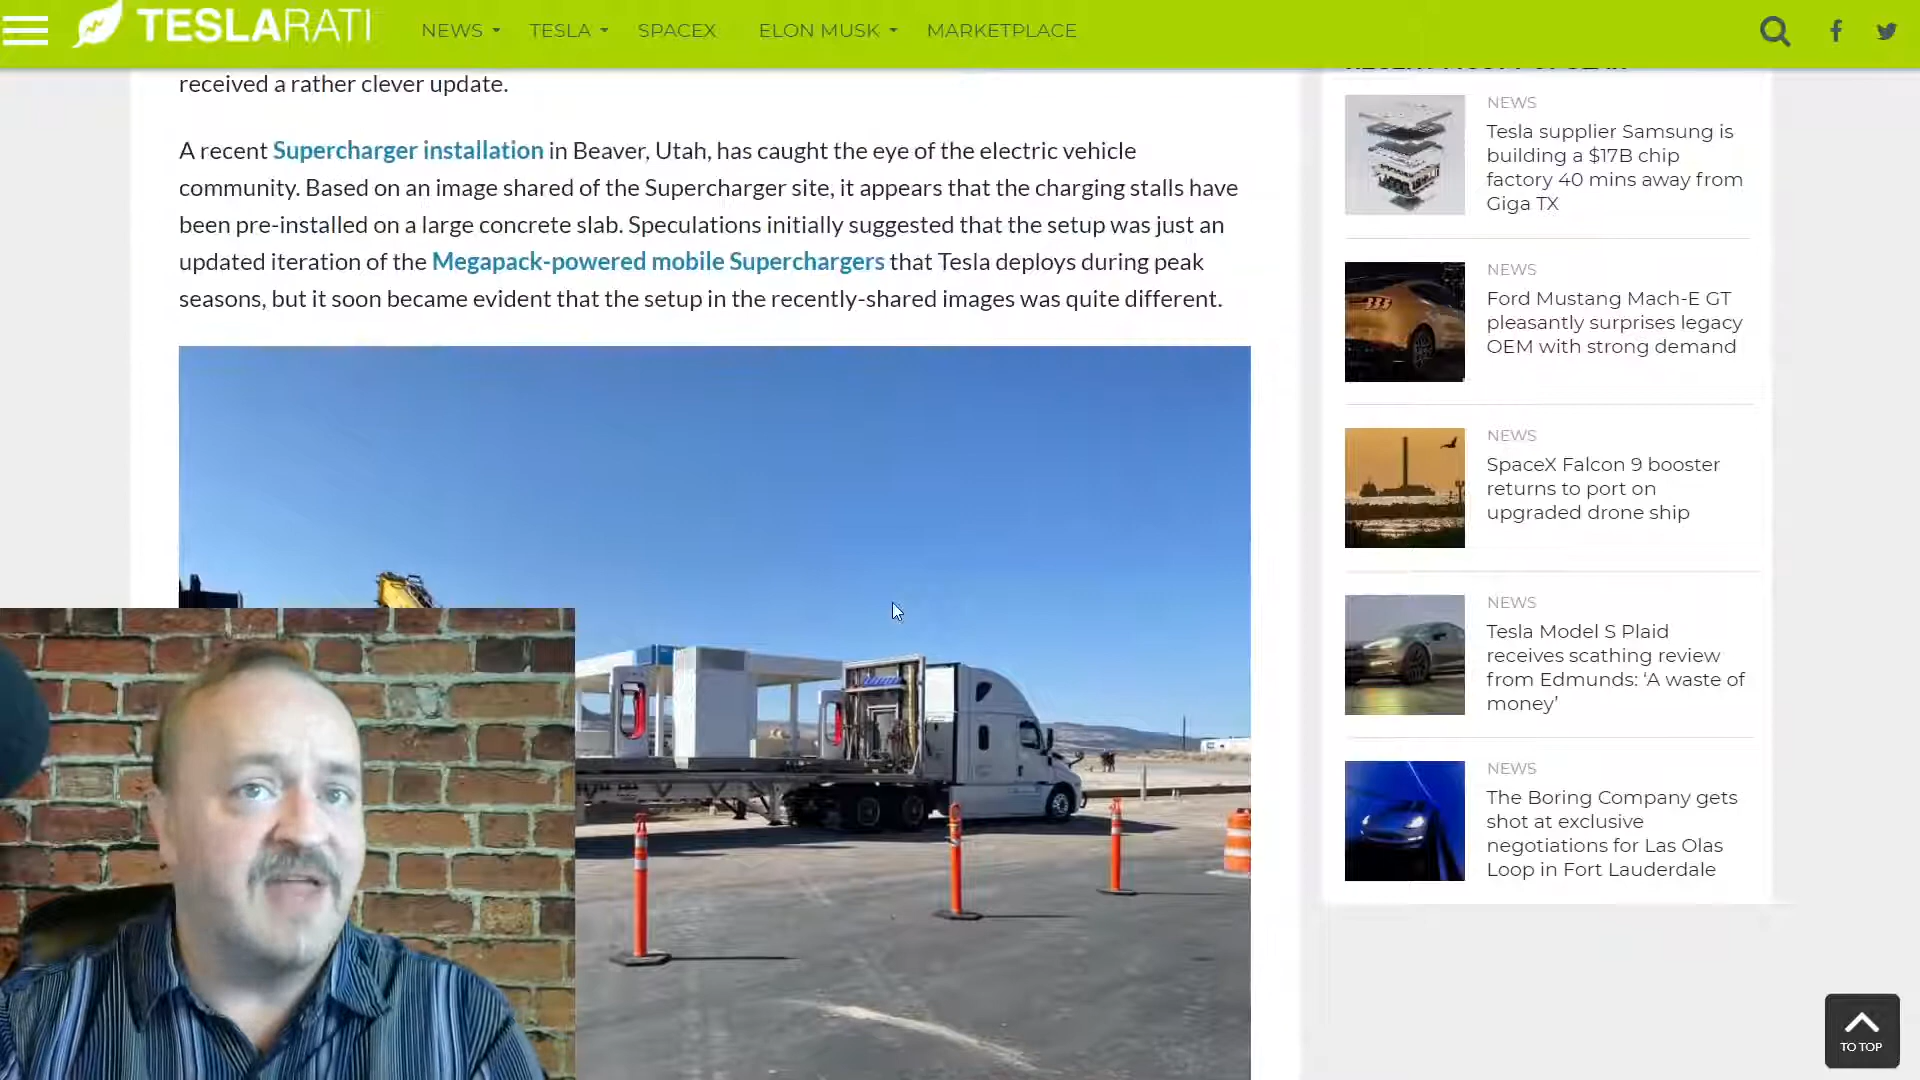 TESLARATI
NEWS
TESLA
SPACEX
ELON MUSK
MARKETPLACE
received a rather clever update.
A recent Supercharger installation in Beaver, Utah, has caught the eye of the electric vehicle
community. Based on an image shared of the Supercharger site, it appears that the charging stalls have
been pre-installed on a large concrete slab. Speculations initially suggested that the setup was just an
updated iteration of the Megapack-powered mobile Superchargers that Tesla deploys during peak
seasons, but it soon became evident that the setup in the recently-shared images was quite different.
NEWS
Tesla supplier Samsung is
building a $17B chip
factory 40 mins away from
Giga TX
NEWS
Ford Mustang Mach-E GT
pleasantly surprises legacy
OEM with strong demand
NEWS
SpaceX Falcon 9 booster
returns to port on
upgraded drone ship
NEWS
Tesla Model S Plaid
receives scathing review
from Edmunds: ‘A waste of
money’
NEWS
The Boring Company gets
shot at exclusive
negotiations for Las Olas
Loop in Fort Lauderdale
TO TOP